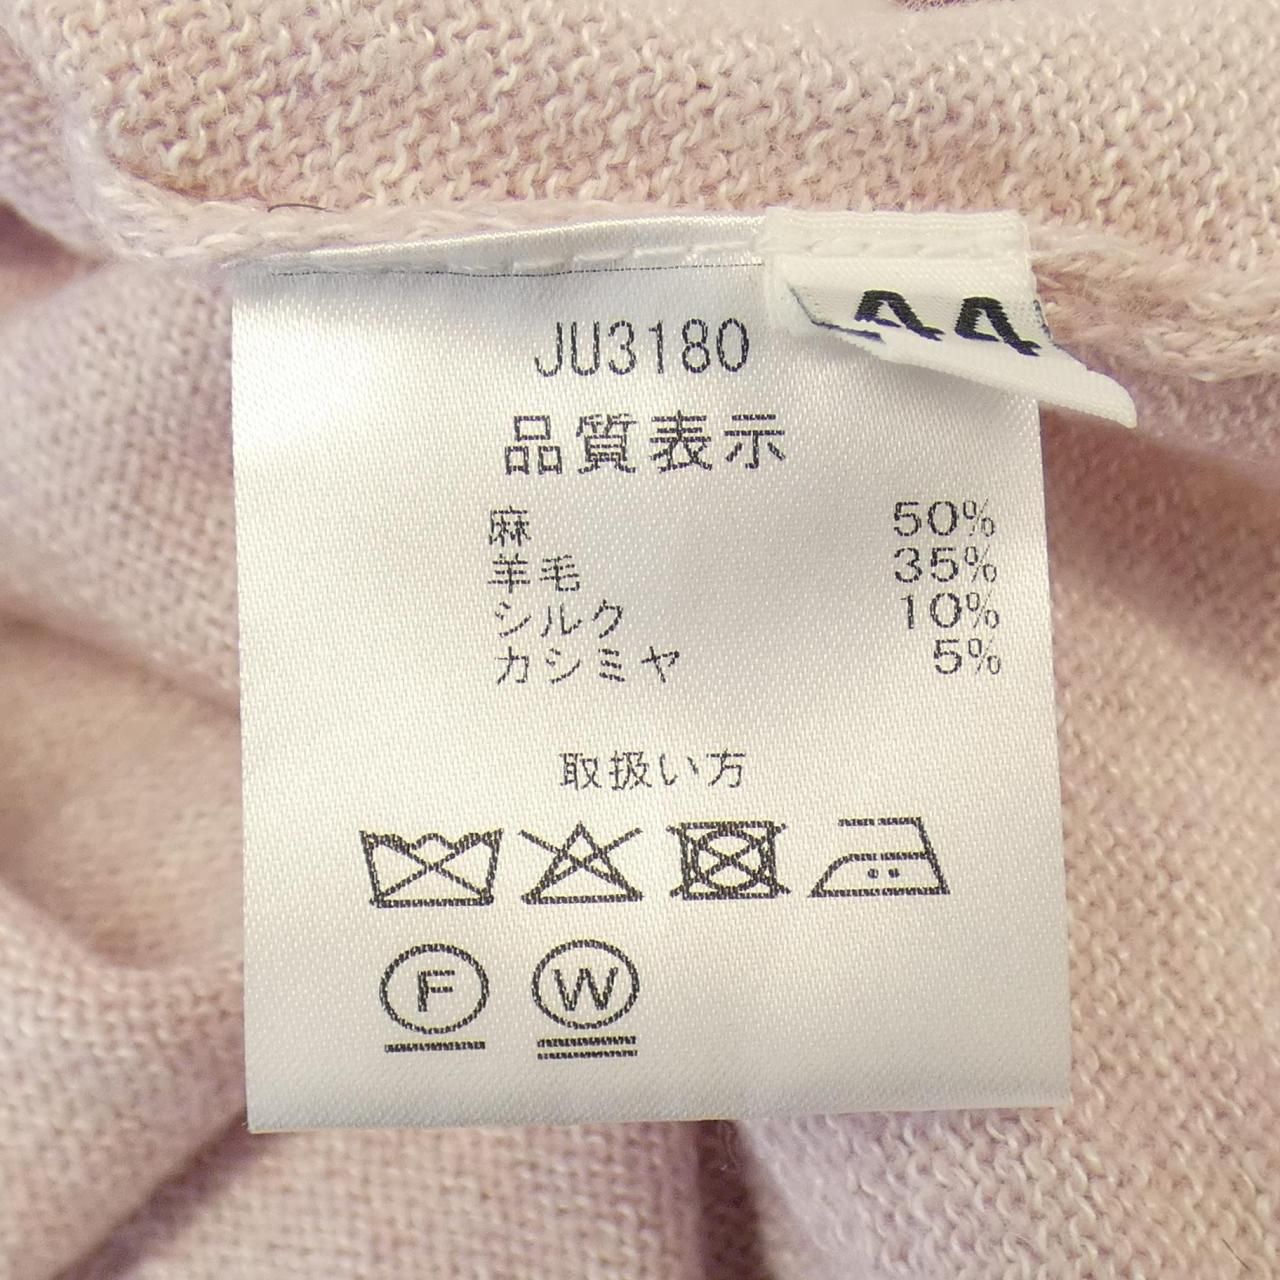 44
JU3180
品質表示
麻 50%
羊毛 35%
シルク 10%
カシミヤ 5%
取扱い方
F W